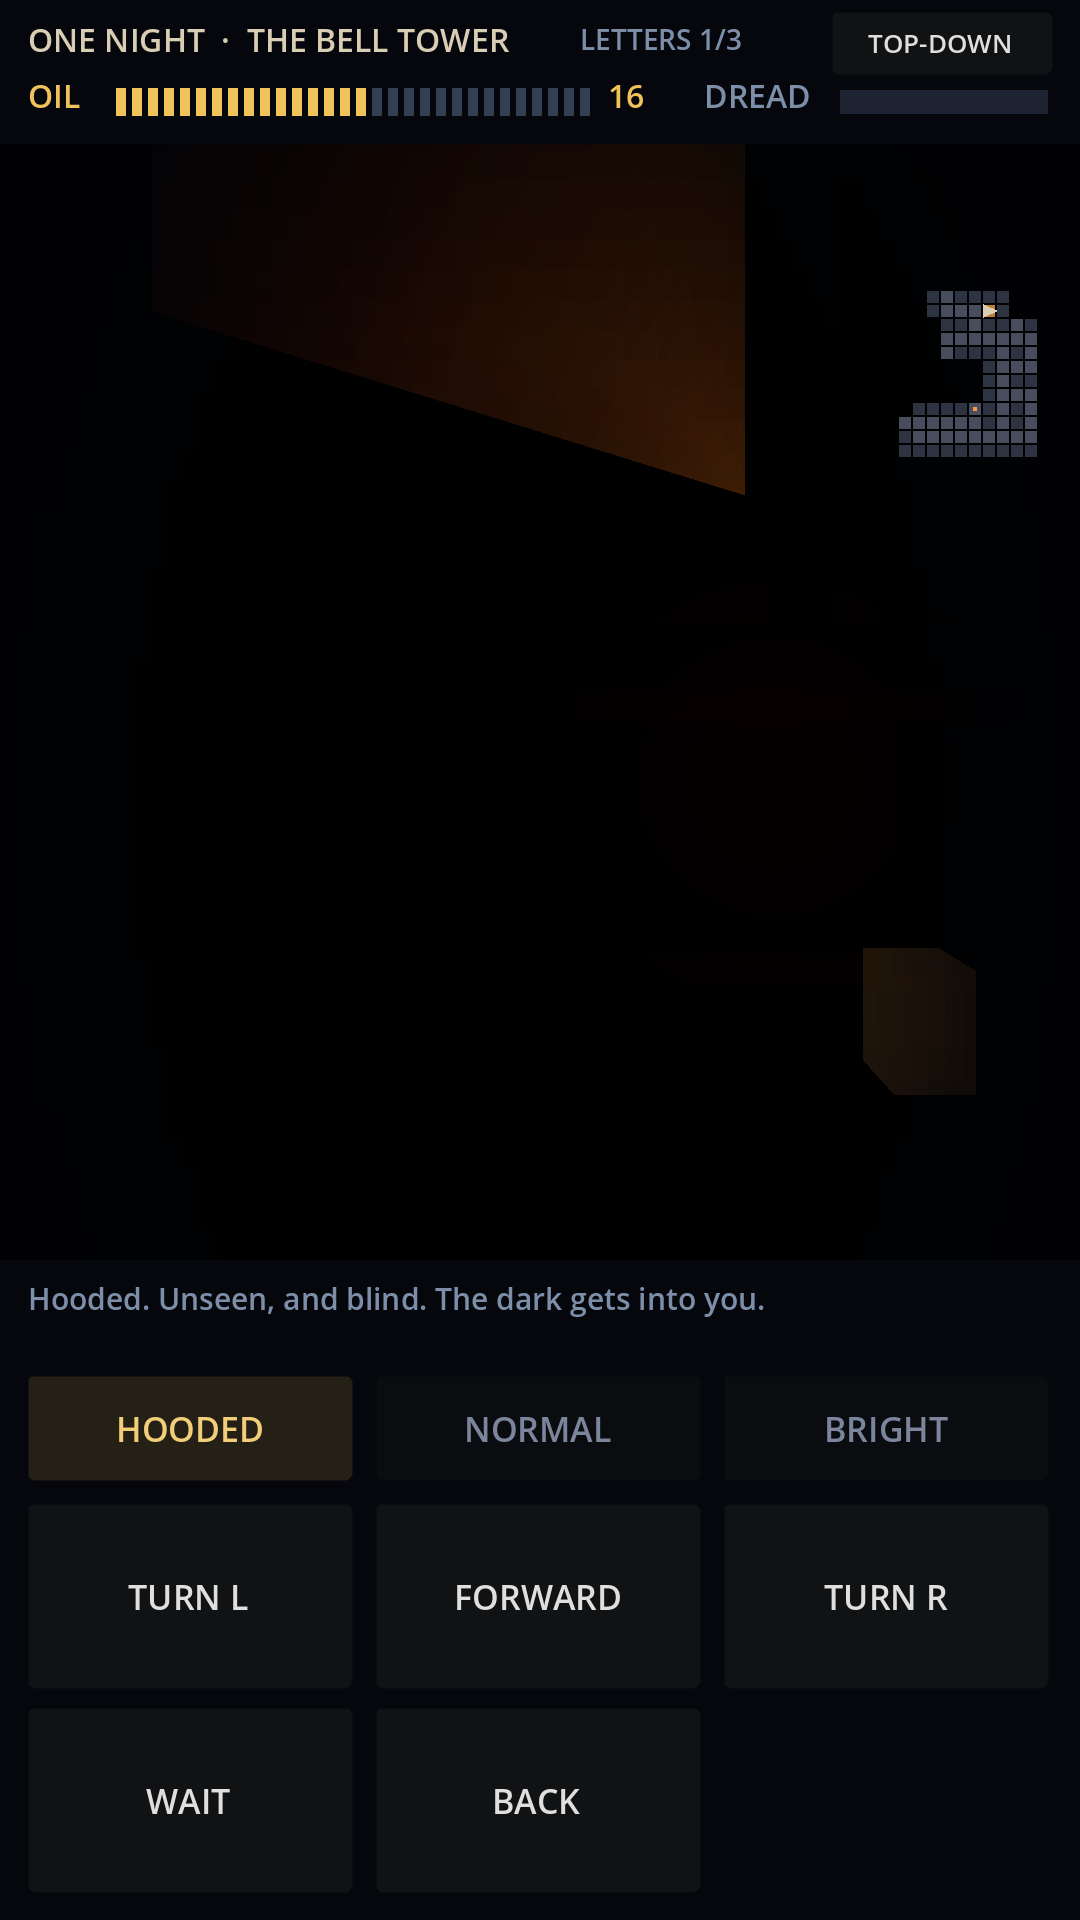 ONE NIGHT · THE BELL TOWER
LETTERS 1/3
TOP-DOWN
OIL
16
DREAD
Hooded. Unseen, and blind. The dark gets into you.
HOODED
NORMAL
BRIGHT
TURN L
FORWARD
TURN R
WAIT
BACK